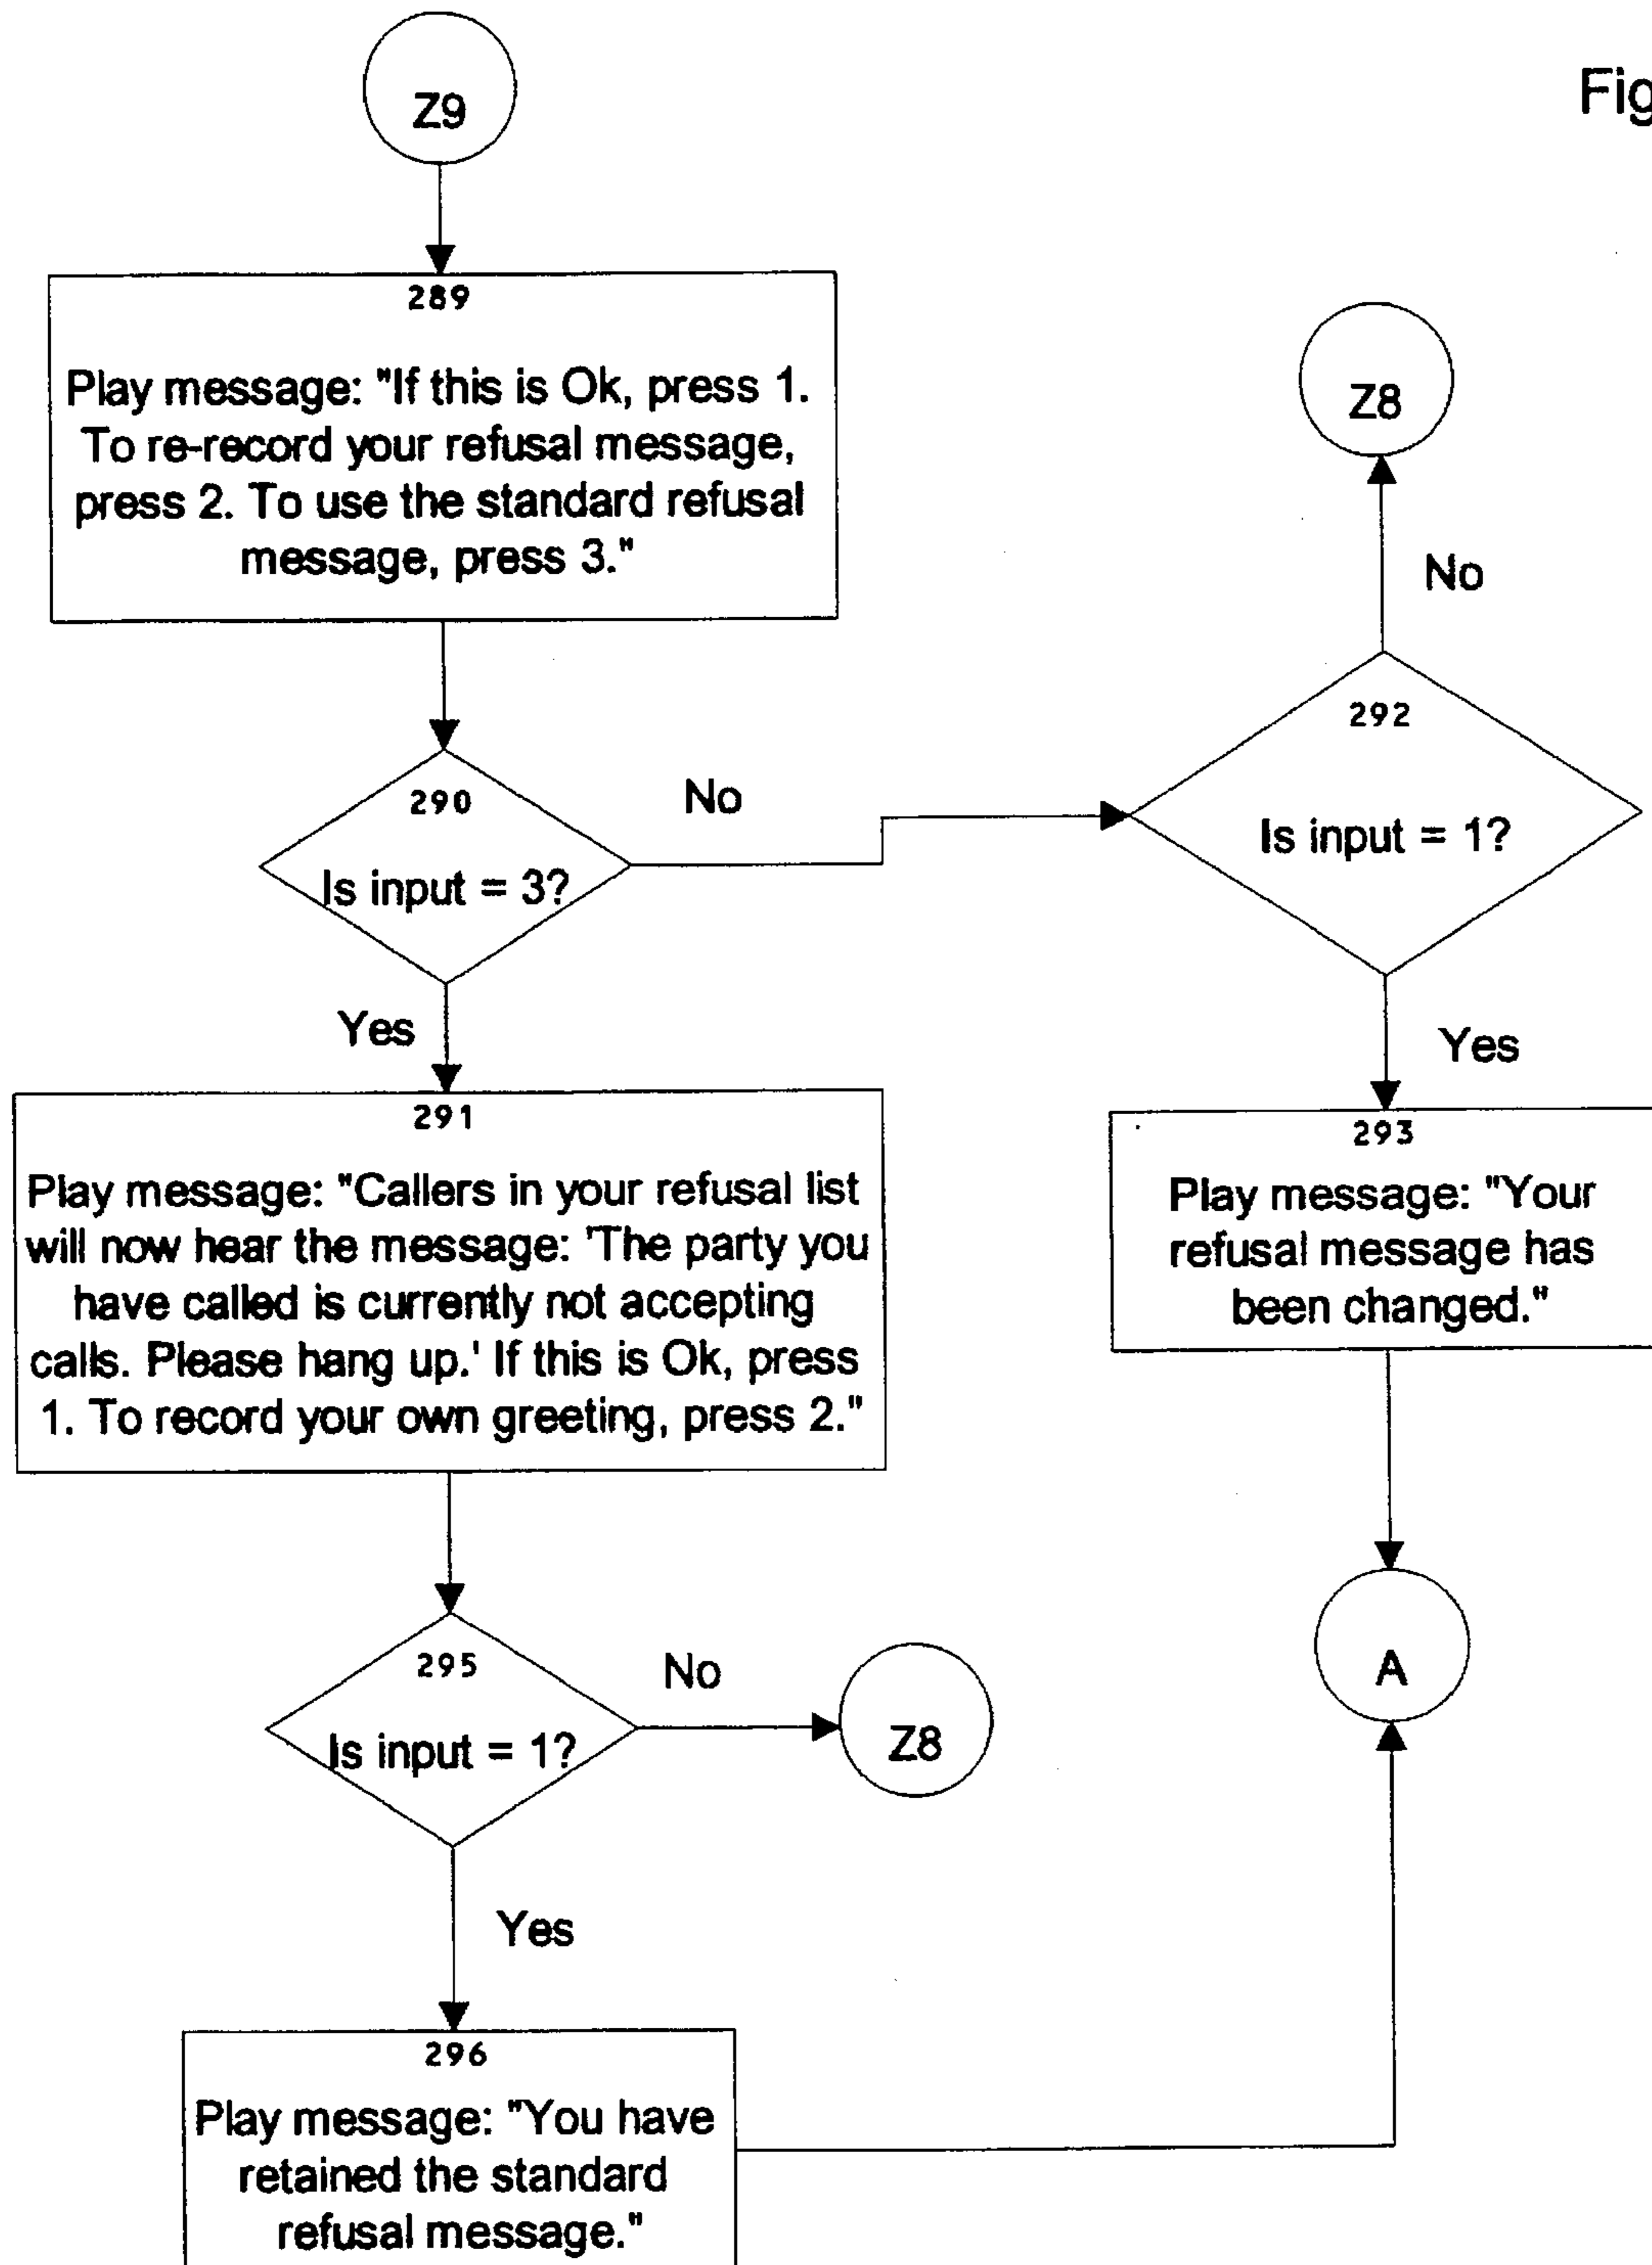 Z9
Fig
289
Play message: "If this is Ok, press 1.
To re-record your refusal message,
press 2. To use the standard refusal
message, press 3."
Z8
No
292
Is input = 1?
290
Is input = 3?
No
Yes
Yes
291
Play message: "Callers in your refusal list
will now hear the message: 'The party you
have called is currently not accepting
calls. Please hang up.' If this is Ok, press
1. To record your own greeting, press 2."
293
Play message: "Your
refusal message has
been changed."
295
Is input = 1?
No
Z8
A
Yes
296
Play message: "You have
retained the standard
refusal message."